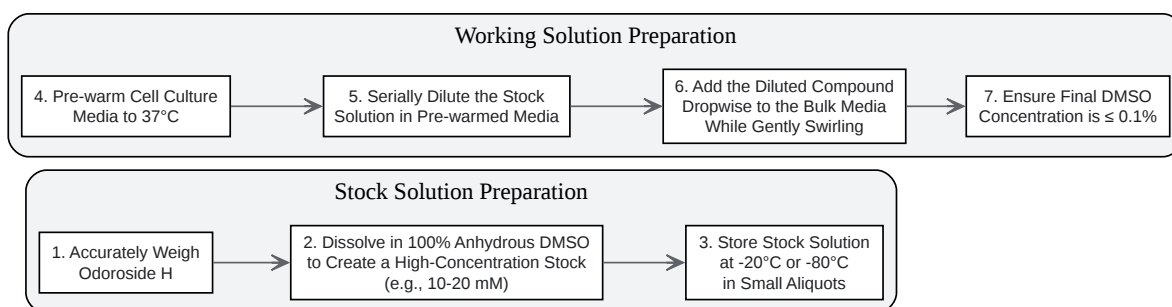 Working Solution Preparation
4. Pre-warm Cell Culture
Media to 37°C
5. Serially Dilute the Stock
Solution in Pre-warmed Media
6. Add the Diluted Compound
Dropwise to the Bulk Media
While Gently Swirling
7. Ensure Final DMSO
Concentration is ≤ 0.1%
Stock Solution Preparation
1. Accurately Weigh
Odoroside H
2. Dissolve in 100% Anhydrous DMSO
to Create a High-Concentration Stock
(e.g., 10-20 mM)
3. Store Stock Solution
at -20°C or -80°C
in Small Aliquots